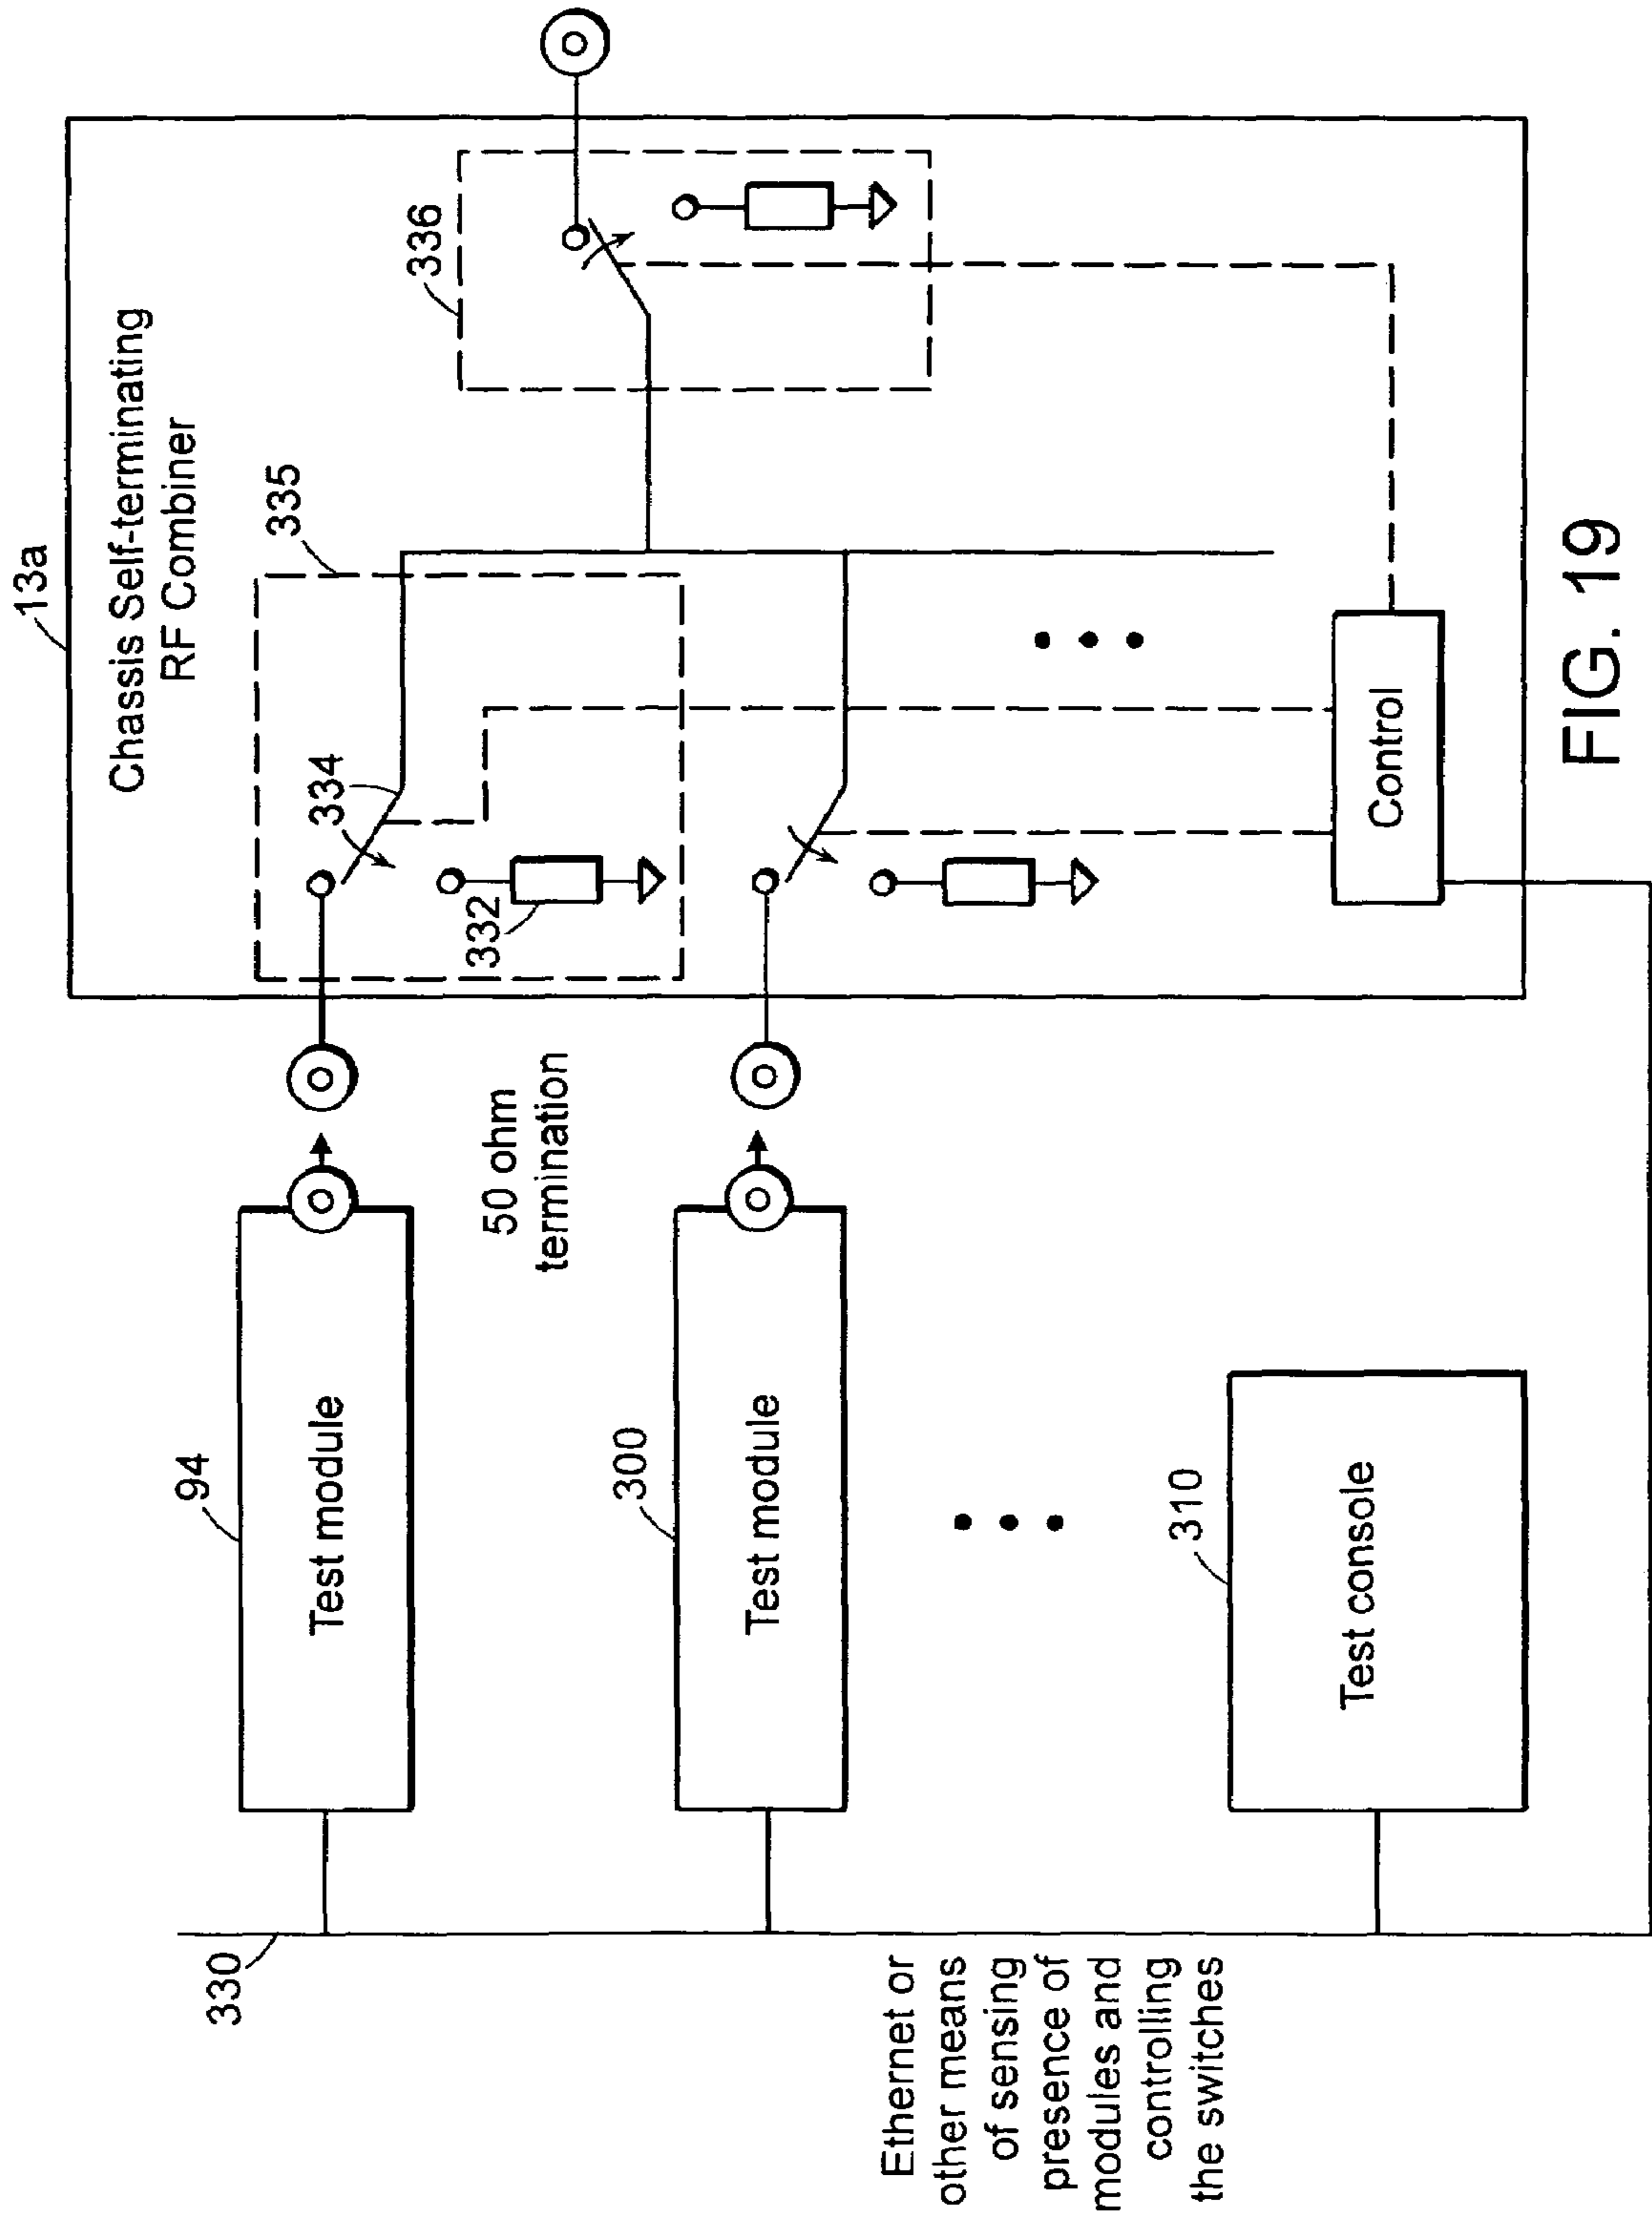 13a
Chassis Self-terminating
RF Combiner
335
336
334
332
94
Test module
50 ohm
termination
300
Test module
310
Test console
Control
330
Ethernet or
other means
of sensing
presence of
modules and
controlling
the switches
FIG. 19